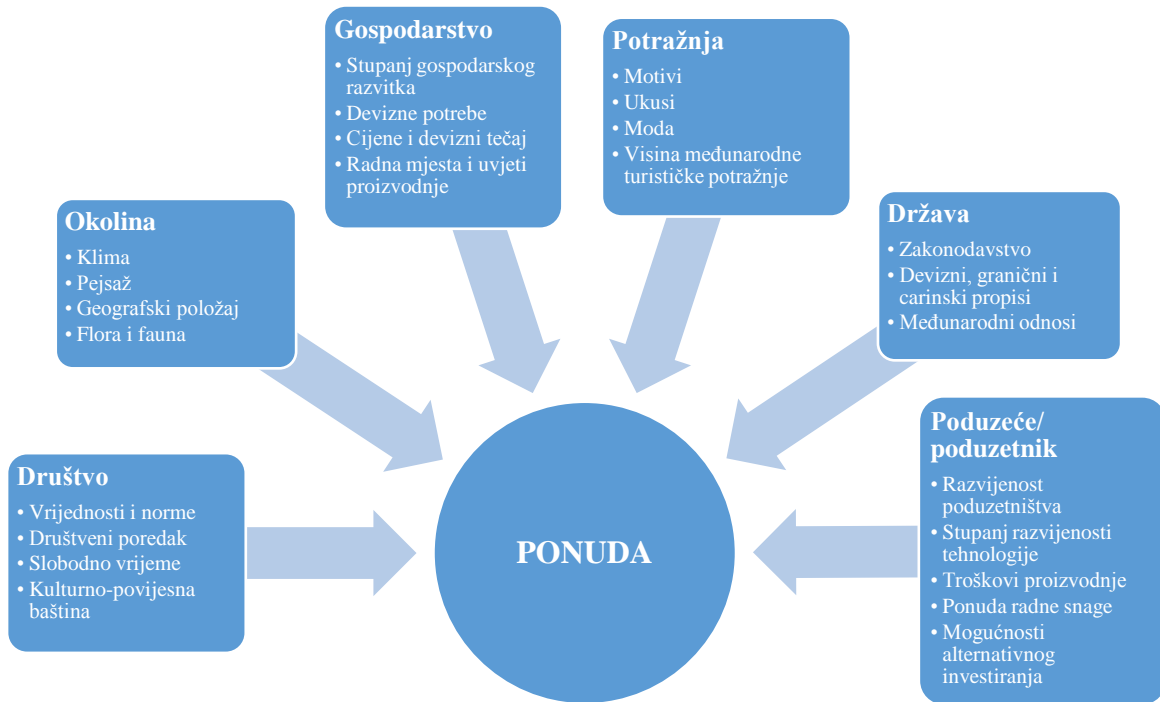 Gospodarstvo
• Stupanj gospodarskog
razvitka
• Devizne potrebe
• Cijene i devizni tečaj
• Radna mjesta i uvjeti
proizvodnje
Potražnja
• Motivi
• Ukusi
• Moda
• Visina međunarodne
turističke potražnje
Okolina
• Klima
• Pejsaž
• Geografski položaj
• Flora i fauna
Država
• Zakonodavstvo
• Devizni, granični i
carinski propisi
• Međunarodni odnosi
Društvo
• Vrijednosti i norme
• Društveni poredak
• Slobodno vrijeme
• Kulturno-povijesna
baština
PONUDA
Poduzeće/
poduzetnik
• Razvijenost
poduzetništva
• Stupanj razvijenosti
tehnologije
• Troškovi proizvodnje
• Ponuda radne snage
• Mogućnosti
alternativnog
investiranja